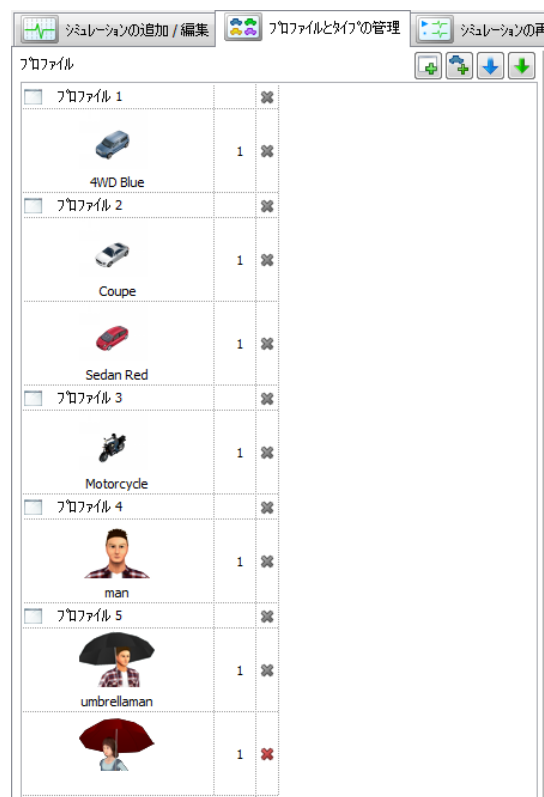 ｼﾐｭﾚｰｼｮﾝの追加 / 編集
ﾌﾟﾛﾌｧｲﾙとﾀｲﾌﾟの管理
ｼﾐｭﾚｰｼｮﾝの再
ﾌﾟﾛﾌｧｲﾙ
ﾌﾟﾛﾌｧｲﾙ 1
1
4WD Blue
ﾌﾟﾛﾌｧｲﾙ 2
1
Coupe
1
Sedan Red
ﾌﾟﾛﾌｧｲﾙ 3
1
Motorcycle
ﾌﾟﾛﾌｧｲﾙ 4
1
man
ﾌﾟﾛﾌｧｲﾙ 5
1
umbrellaman
1